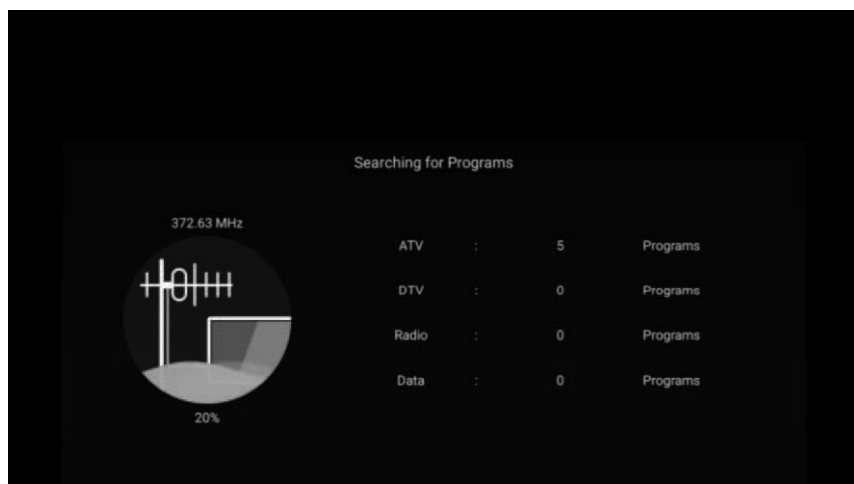 Searching for Programs
372.63 MHz
ATV : 5 Programs
DTV : 0 Programs
Radio : 0 Programs
Data : 0 Programs
20%